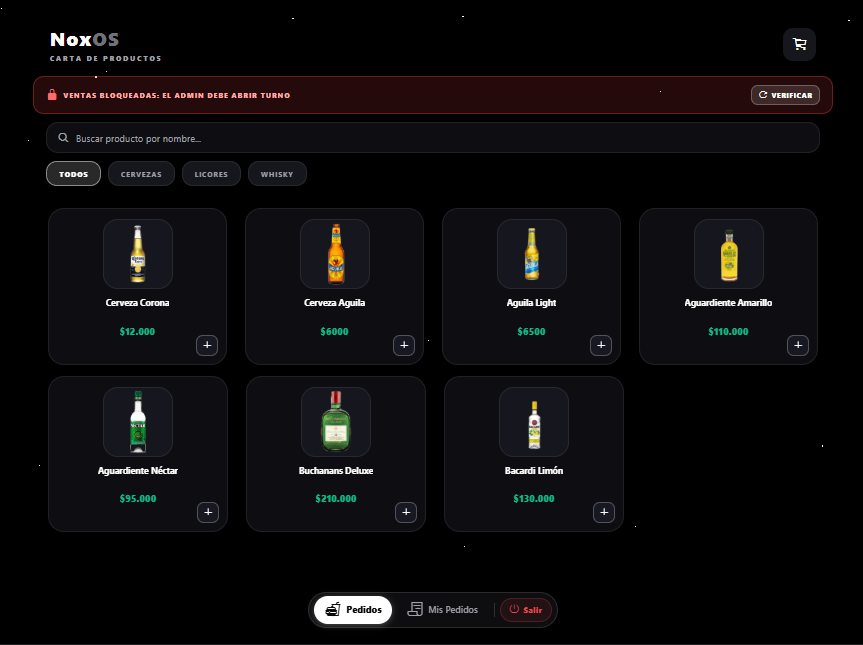 NoxOS
CARTA DE PRODUCTOS
VENTAS BLOQUEADAS: EL ADMIN DEBE ABRIR TURNO
VERIFICAR
Buscar producto por nombre...
TODOS CERVEZAS LICORES WHISKY
Cerveza Corona
$12.000
Cerveza Aguila
$6000
Aguila Light
$6500
Aguardiente Amarillo
$110.000
Aguardiente Néctar
$95.000
Buchanans Deluxe
$210.000
Bacardi Limón
$130.000
Pedidos Mis Pedidos Salir